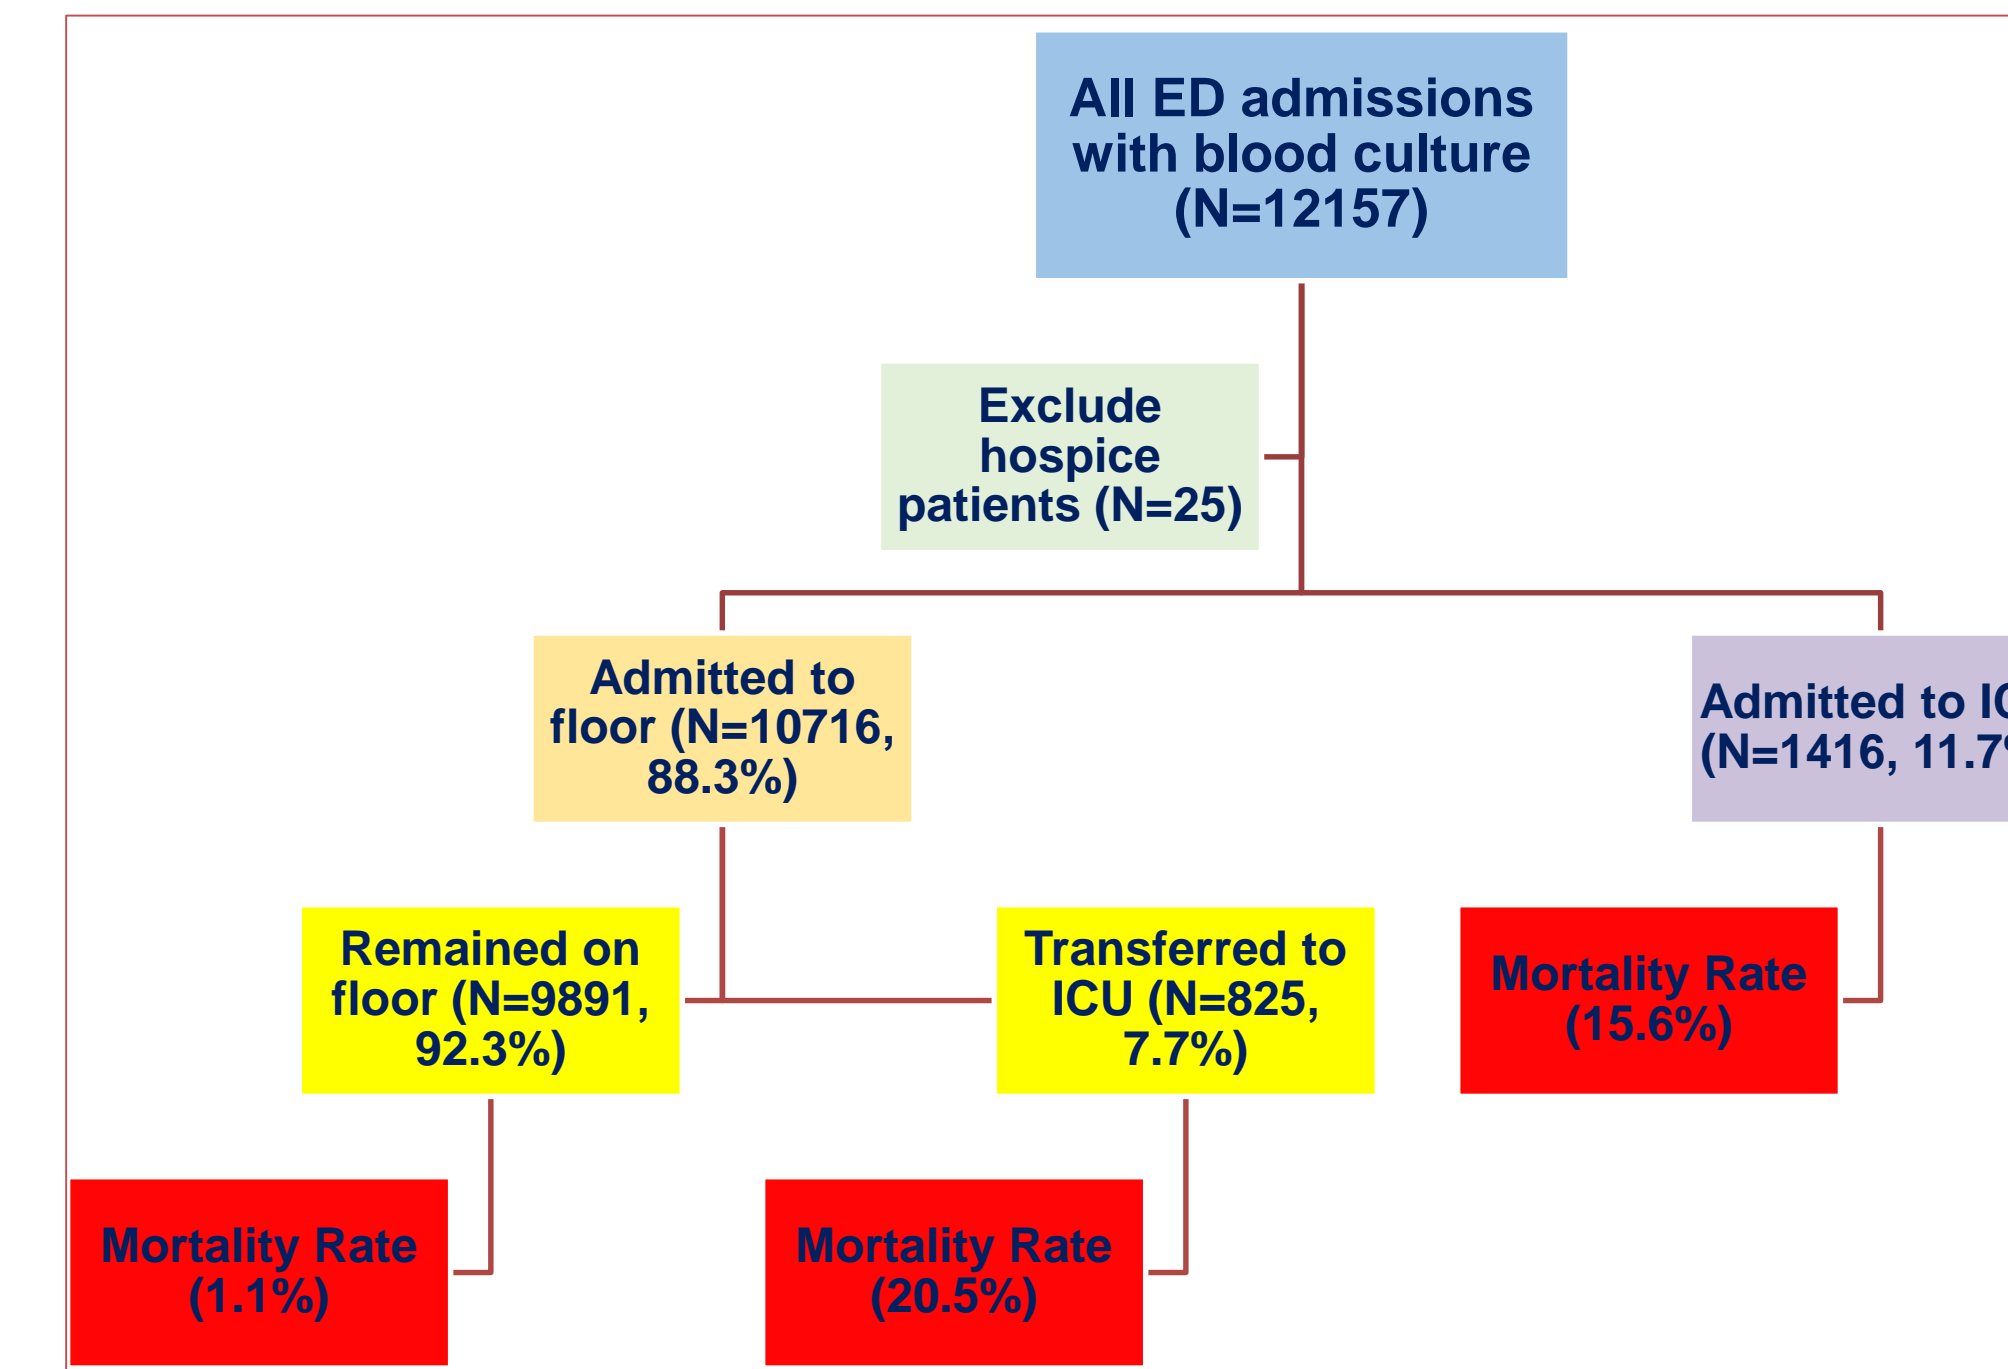 All ED admissions
with blood culture
(N=12157)
Exclude
hospice
patients (N=25)
Admitted to
floor (N=10716,
88.3%)
Admitted to
(N=1416, 11.7
Remained on
floor (N=9891,
92.3%)
Transferred to
ICU (N=825,
7.7%)
Mortality Rate
(15.6%)
Mortality Rate
(1.1%)
Mortality Rate
(20.5%)